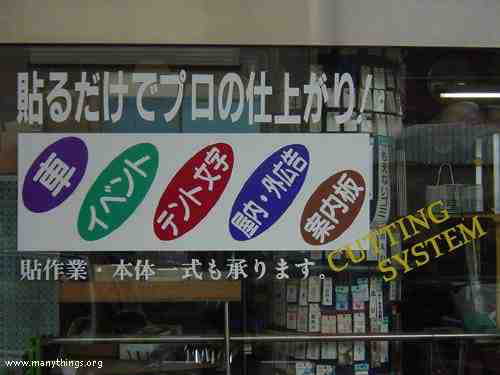 貼るだけでプロの仕上がり!
車
イベント
テント文字
屋内・外広告
案内板
貼作業・本体一式も承ります。
CUTTING
SYSTEM
www.manythings.org